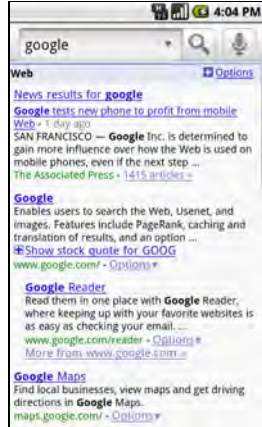 4:04 PM
google
Web
Options
News results for google
Google tests new phone to profit from mobile
Web - 1 day ago
SAN FRANCISCO — Google Inc. is determined to
gain more influence over how the Web is used on
mobile phones, even if the next step ...
The Associated Press - 1415 articles »
Google
Enables users to search the Web, Usenet, and
images. Features include PageRank, caching and
translation of results, and an option ...
Show stock quote for GOOG
www.google.com/ - Options
Google Reader
Read them in one place with Google Reader,
where keeping up with your favorite websites is
as easy as checking your email. ...
www.google.com/reader - Options
More from www.google.com »
Google Maps
Find local businesses, view maps and get driving
directions in Google Maps.
maps.google.com/ - Options